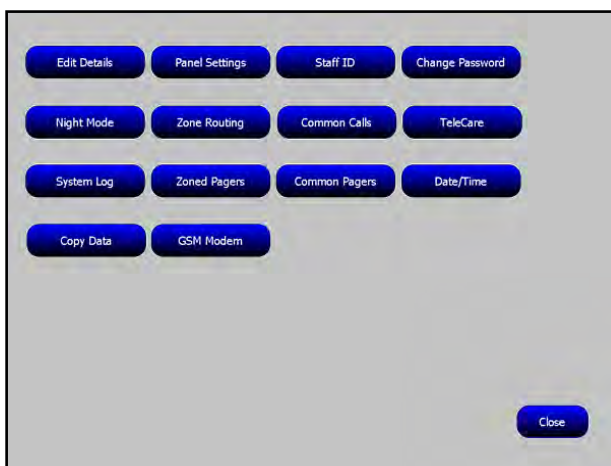 Edit Details Panel Settings Staff ID Change Password
Night Mode Zone Routing Common Calls TeleCare
System Log Zoned Pagers Common Pagers Date/Time
Copy Data GSM Modem
Close